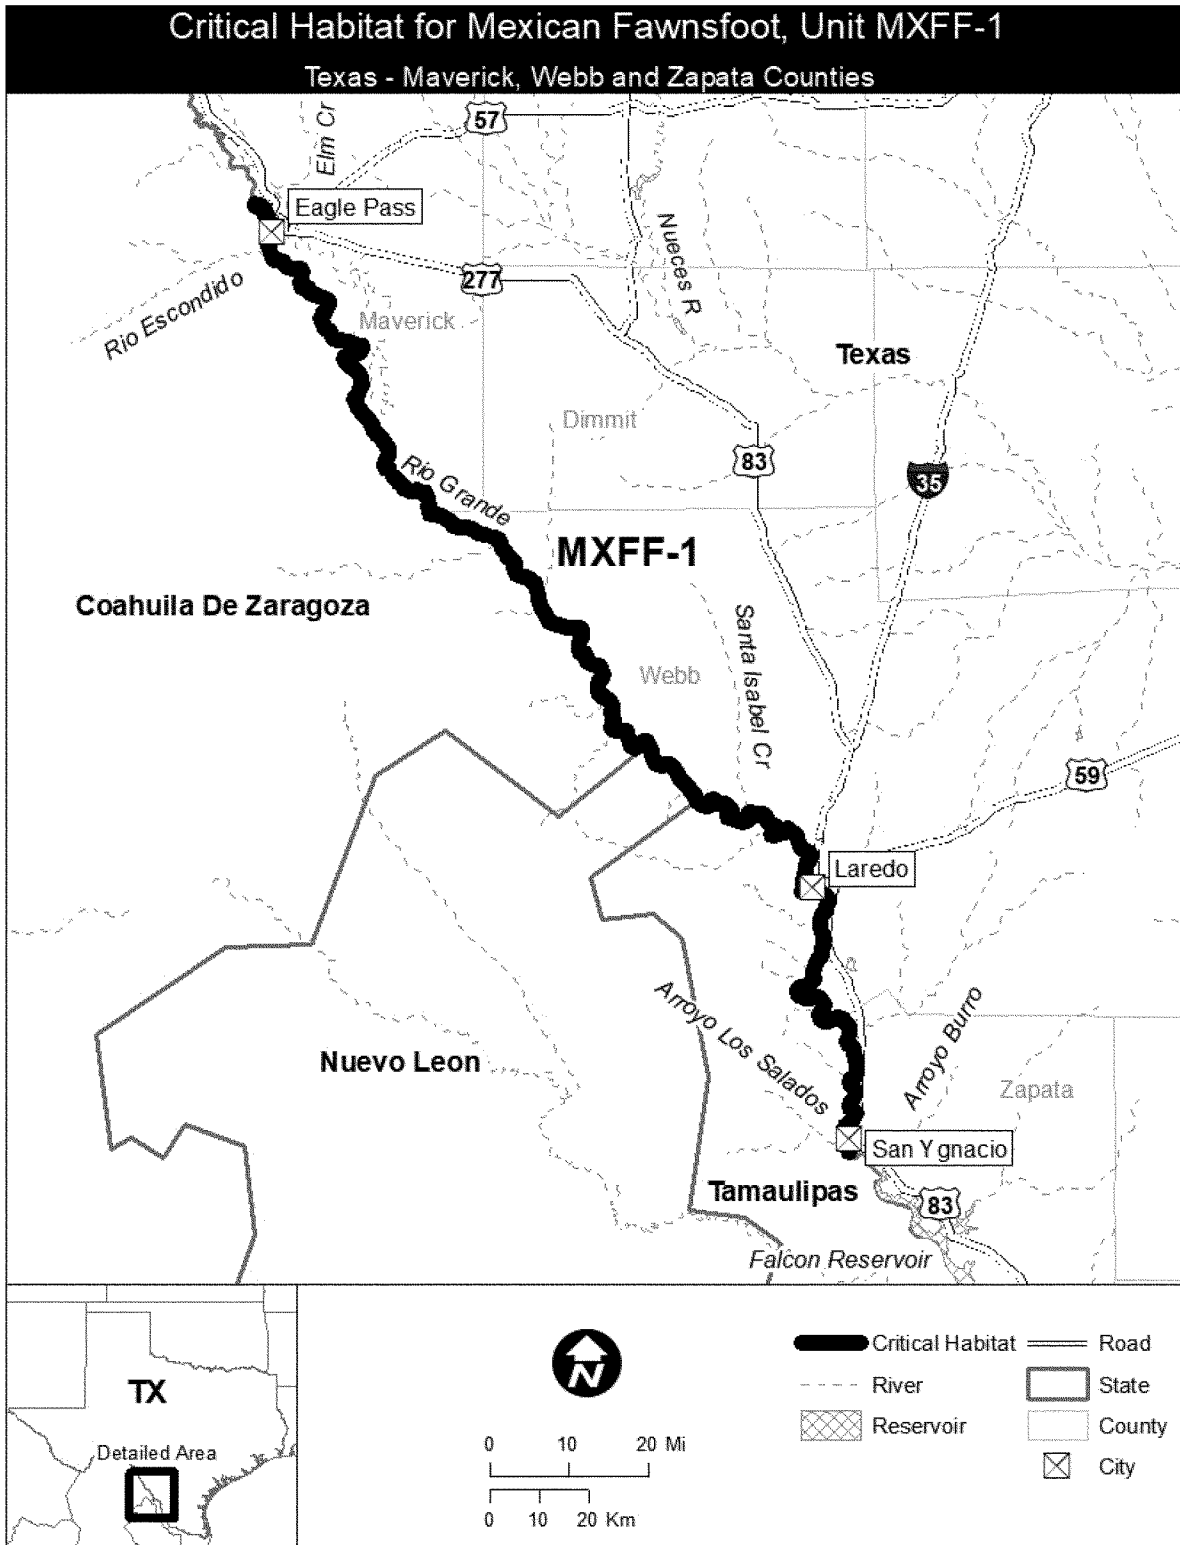 Critical Habitat for Mexican Fawnsfoot, Unit MXFF-1
Texas - Maverick, Webb and Zapata Counties
57
Elm Cr
Eagle Pass
Nueces R
277
Rio Escondido
Maverick
Texas
Dimmit
83
35
Rio Grande
MXFF-1
Coahuila De Zaragoza
Santa Isabel Cr
Webb
59
Laredo
Arroyo Los Salados
Arroyo Burro
Nuevo Leon
Zapata
San Ygnacio
Tamaulipas
83
Falcon Reservoir
TX
Detailed Area
N
0 10 20 Mi
0 10 20 Km
Critical Habitat
River
Reservoir
Road
State
County
City